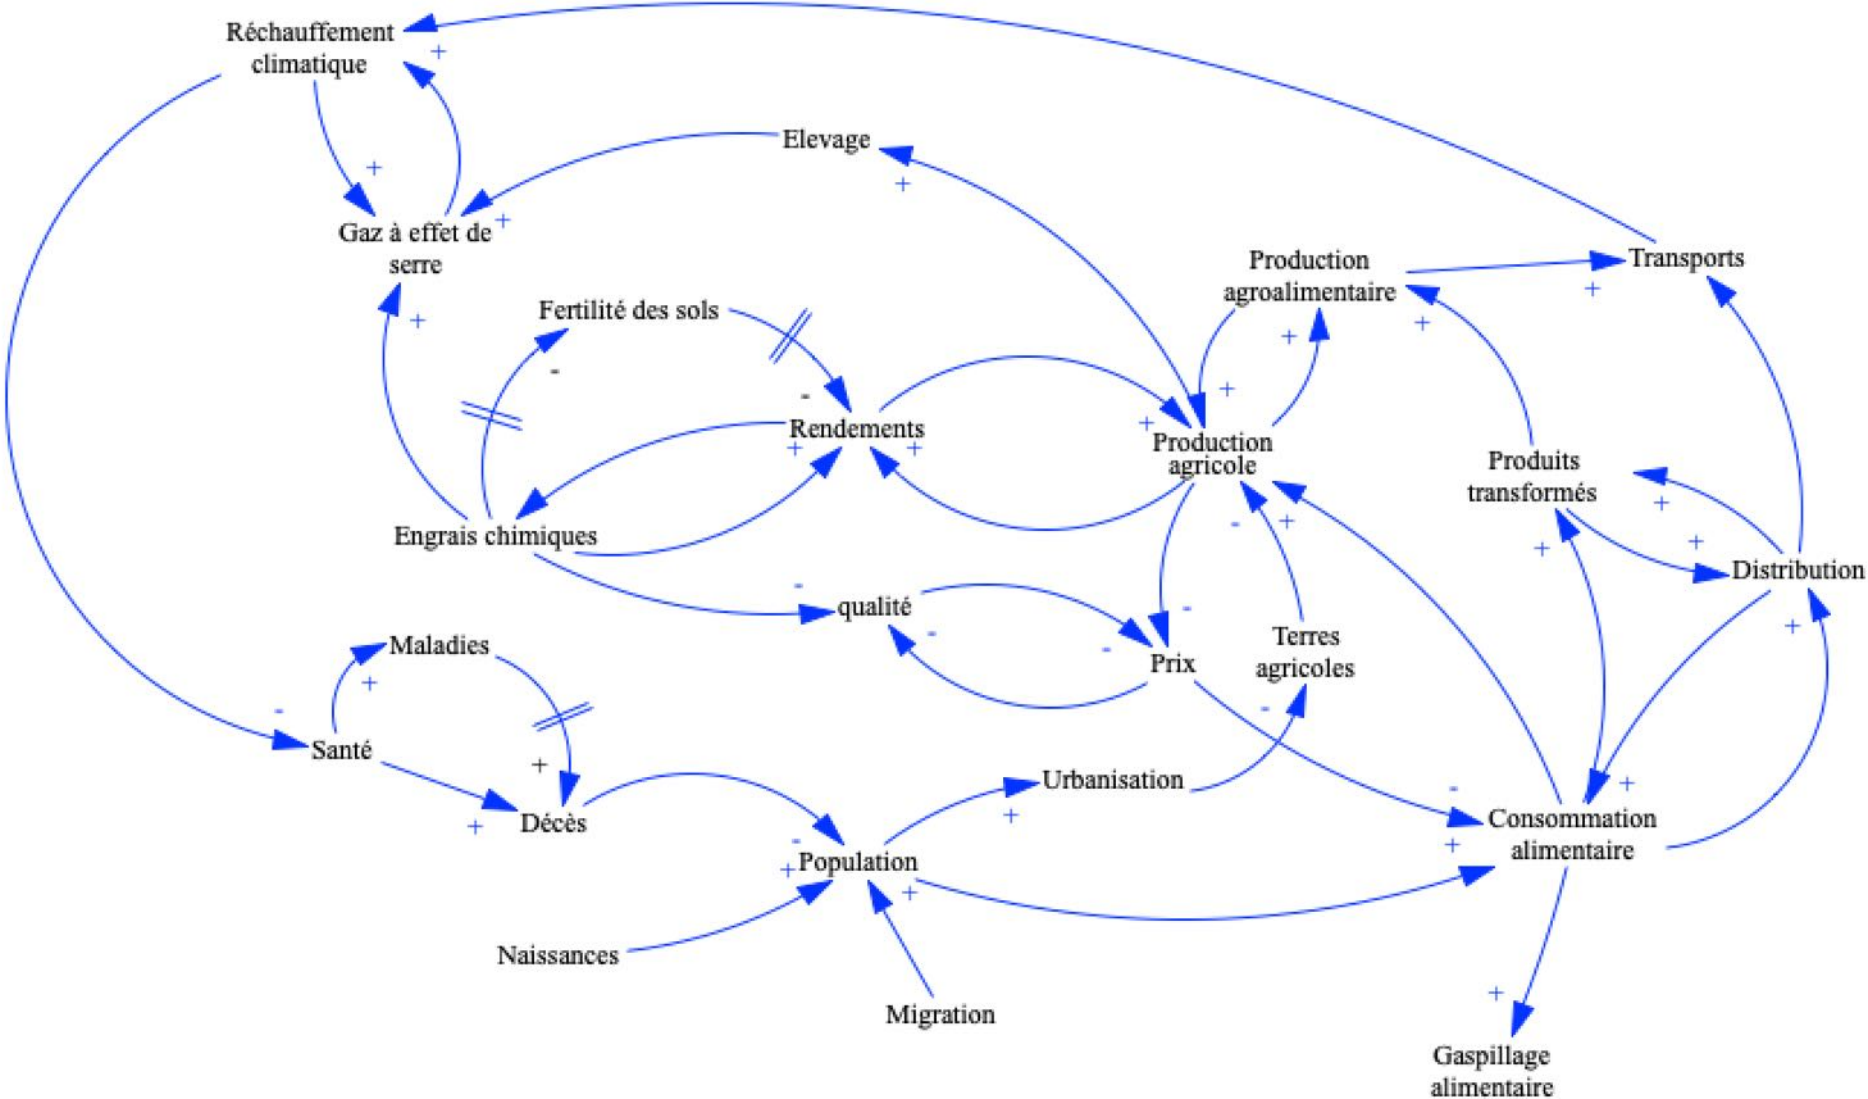 Réchauffement
climatique
Elevage
Gaz à effet de
serre
Production
agroalimentaire
Transports
Fertilité des sols
Rendements
Production
agricole
Produits
transformés
Engrais chimiques
Distribution
qualité
Maladies
Prix
Terres
agricoles
Santé
Urbanisation
Décès
Consommation
alimentaire
Population
Naissances
Migration
Gaspillage
alimentaire